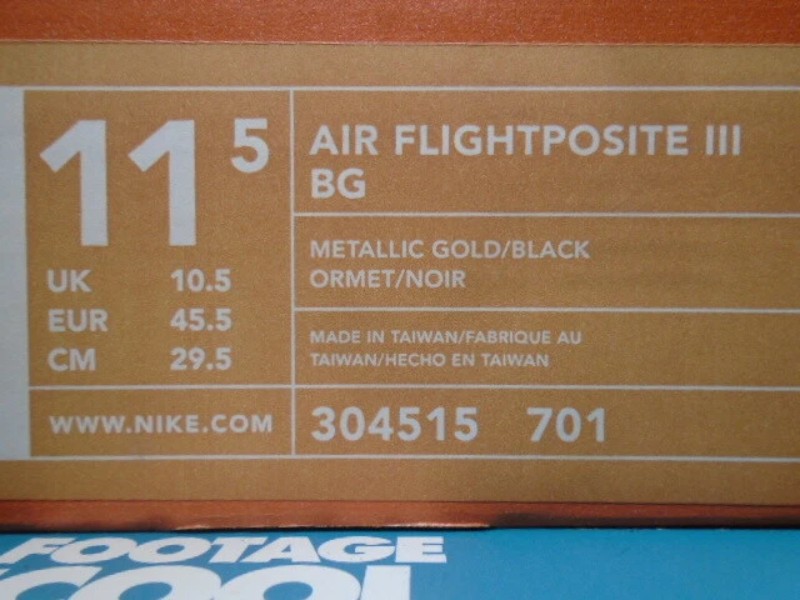 11 5
UK 10.5
EUR 45.5
CM 29.5
WWW.NIKE.COM
AIR FLIGHTPOSITE III
BG
METALLIC GOLD/BLACK
ORMET/NOIR
MADE IN TAIWAN/FABRIQUE AU
TAIWAN/HECHO EN TAIWAN
304515 701
FOOTAGE
COOL